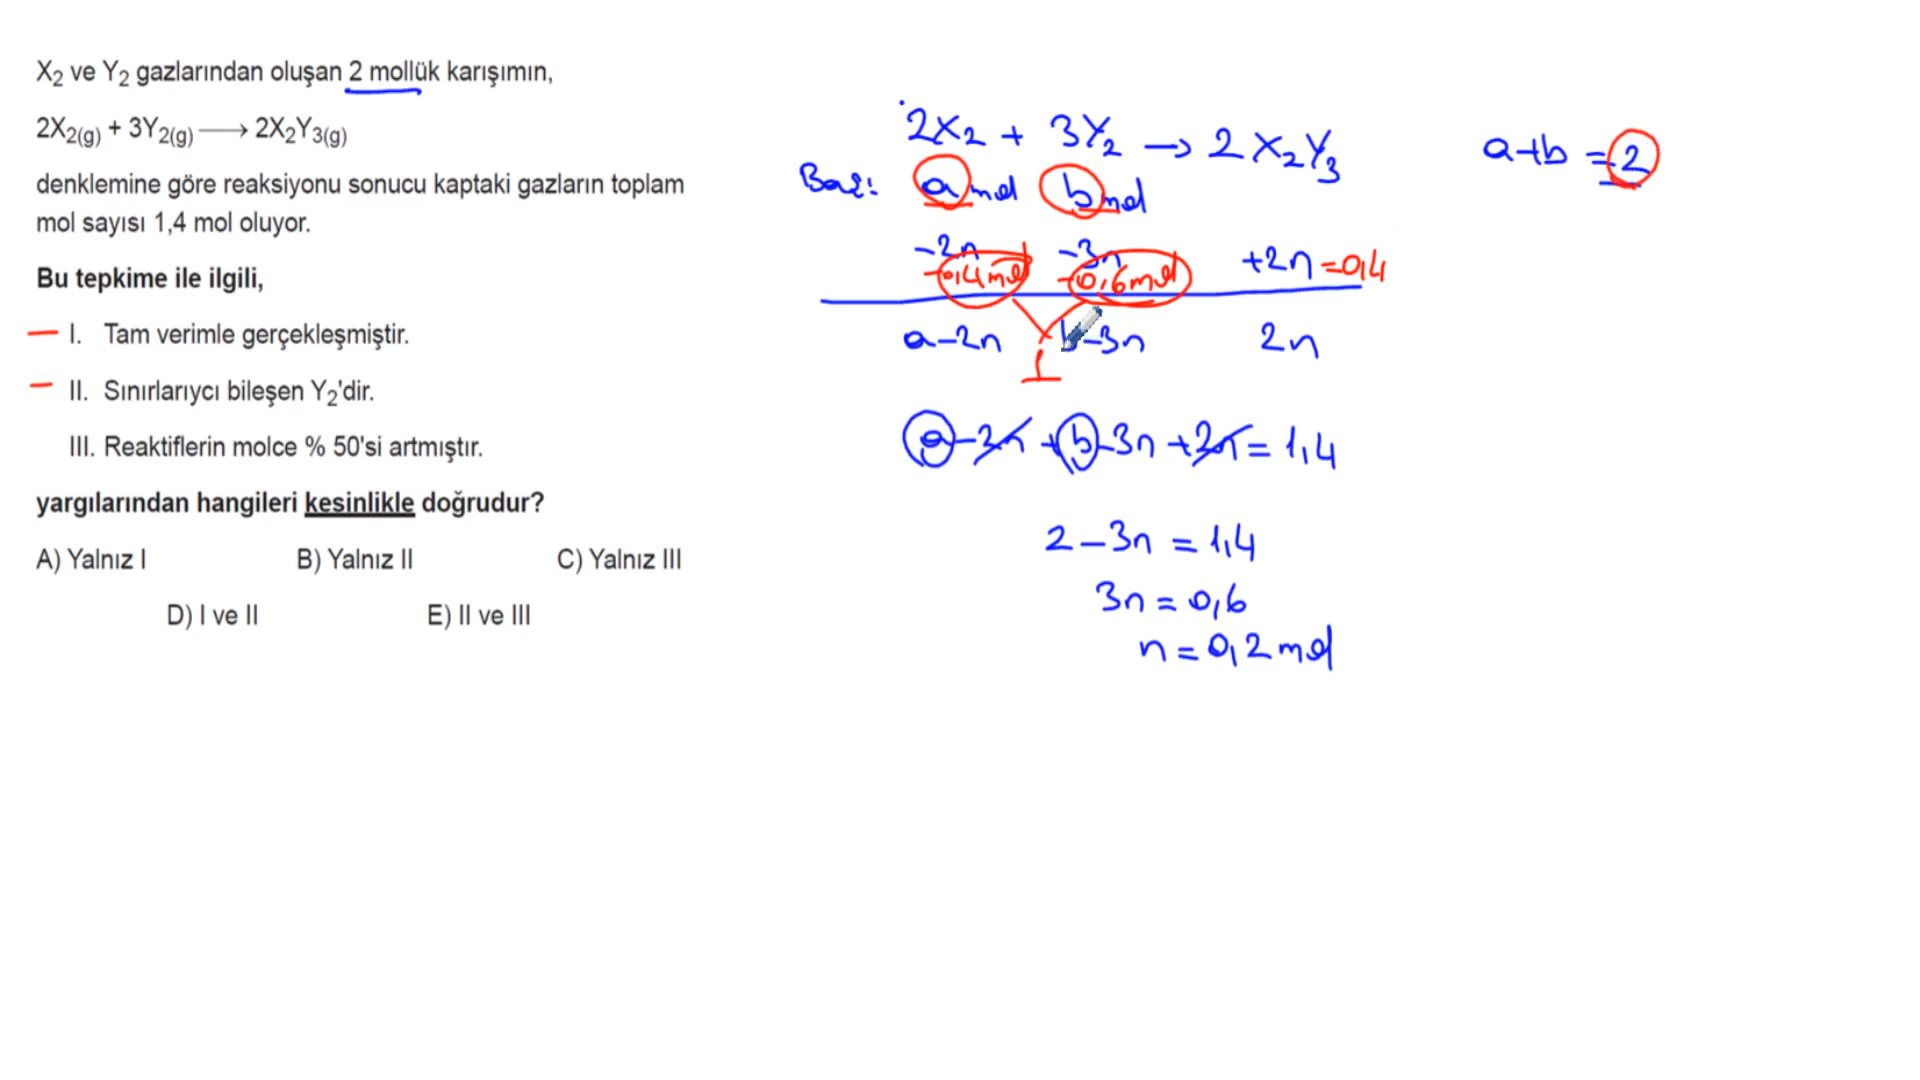 X₂ ve Y₂ gazlarından oluşan 2 mollük karışımın,
2X₂(g) + 3Y₂(g) ⟶ 2X₂Y₃(g)
denklemine göre reaksiyonu sonucu kaptaki gazların toplam
mol sayısı 1,4 mol oluyor.
Bu tepkime ile ilgili,
I. Tam verimle gerçekleşmiştir.
II. Sınırlarıycı bileşen Y₂'dir.
III. Reaktiflerin molce % 50'si artmıştır.
yargılarından hangileri kesinlikle doğrudur?
A) Yalnız I B) Yalnız II C) Yalnız III
D) I ve II E) II ve III
2X₂ + 3Y₂ → 2X₂Y₃
a+b = 2
Baş: a mol b mol
-2n -3n +2n = 0,4
-0,4 mol -0,6 mol
a-2n b-3n 2n
1
a-2n + b-3n + 2n = 1,4
2-3n = 1,4
3n = 0,6
n = 0,2 mol